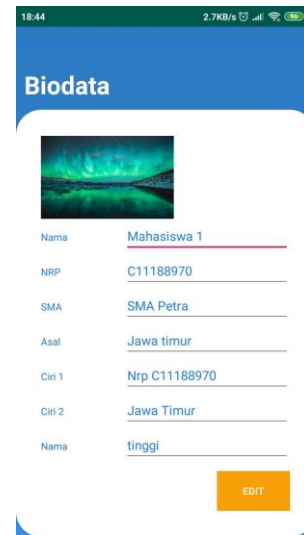 18:44 2.7KB/s 96
Biodata
Nama Mahasiswa 1
NRP C11188970
SMA SMA Petra
Asal Jawa timur
Ciri 1 Nrp C11188970
Ciri 2 Jawa Timur
Nama tinggi
EDIT